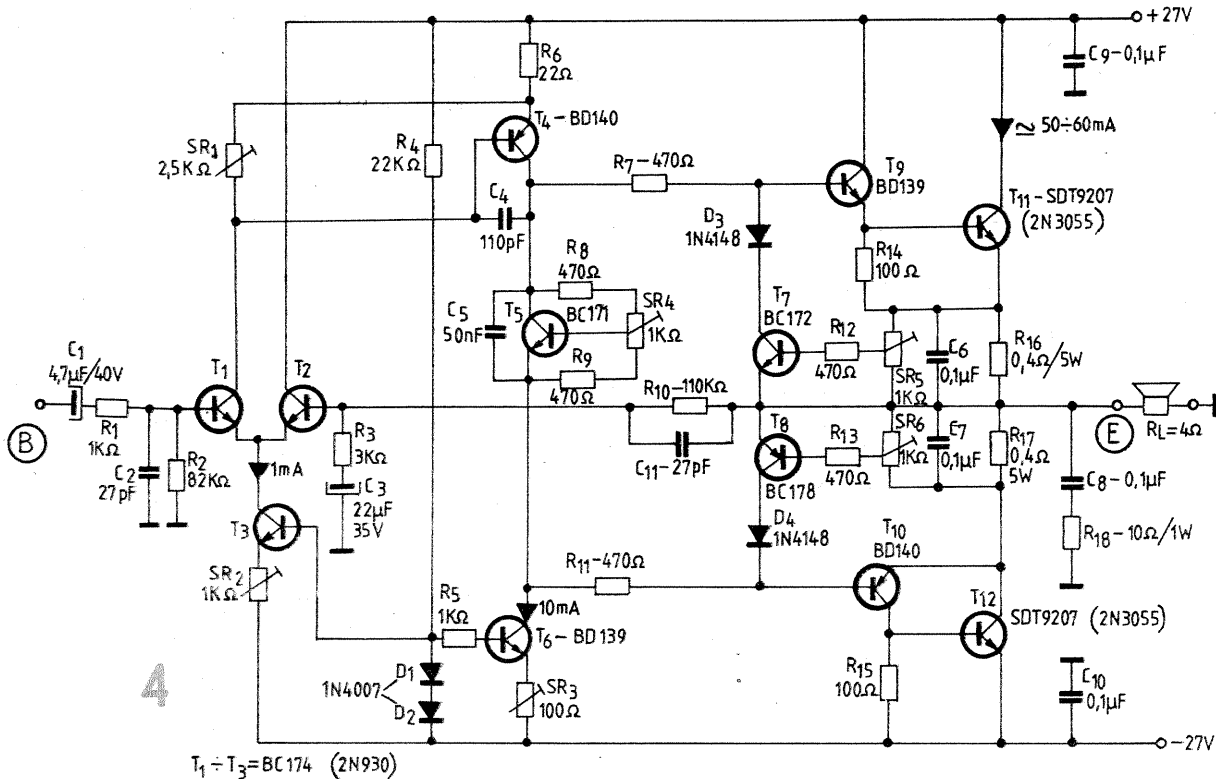 +27V
C9-0,1µF
R6
22Ω
T4-BD140
SR1
2,5KΩ
R4
22KΩ
≅ 50÷60mA
R7-470Ω
T9
BD139
T11-SDT9207
(2N3055)
C4
110pF
D3
1N4148
R14
100Ω
R8
470Ω
C5
50nF
T5
BC171
SR4
1KΩ
T7
BC172
R12
470Ω
SR5
1KΩ
C6
0,1µF
R16
0,4Ω/5W
R9
470Ω
C1
4,7µF/40V
T1
T2
R10-110KΩ
B
R1
1KΩ
E
RL=4Ω
C2
27pF
R2
82KΩ
1mA
R3
3KΩ
C3
22µF
35V
C11-27pF
T8
BC178
R13
470Ω
SR6
1KΩ
C7
0,1µF
R17
0,4Ω
5W
C8-0,1µF
R18-10Ω/1W
T3
SR2
1KΩ
D4
1N4148
R11-470Ω
T10
BD140
R5
1KΩ
10mA
T6-BD139
T12
SDT9207 (2N3055)
4
D1
1N4007
D2
SR3
100Ω
R15
100Ω
C10
0,1µF
-27V
T1÷T3=BC174 (2N930)